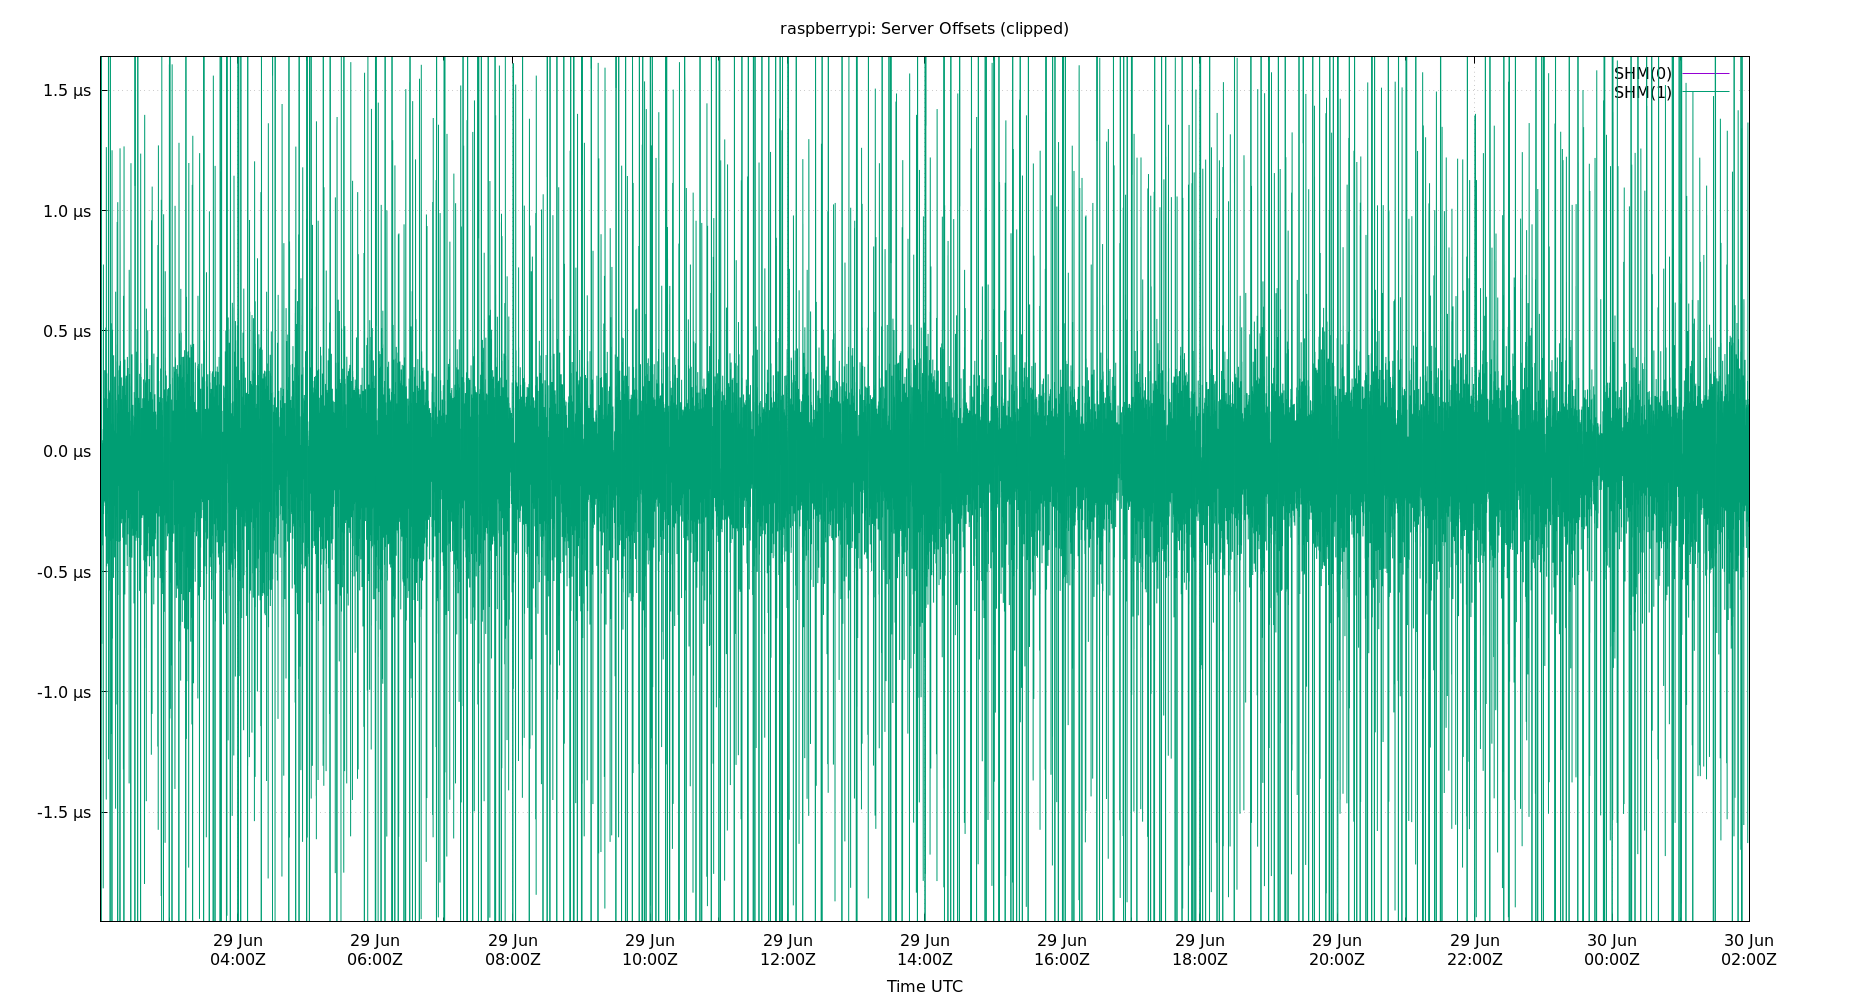 raspberrypi: Server Offsets (clipped)
SHM(0)
SHM(1)
1.5 µs
1.0 µs
0.5 µs
0.0 µs
-0.5 µs
-1.0 µs
-1.5 µs
29 Jun 29 Jun 29 Jun 29 Jun 29 Jun 29 Jun 29 Jun 29 Jun 29 Jun 29 Jun 30 Jun 30 Jun
04:00Z 06:00Z 08:00Z 10:00Z 12:00Z 14:00Z 16:00Z 18:00Z 20:00Z 22:00Z 00:00Z 02:00Z
Time UTC